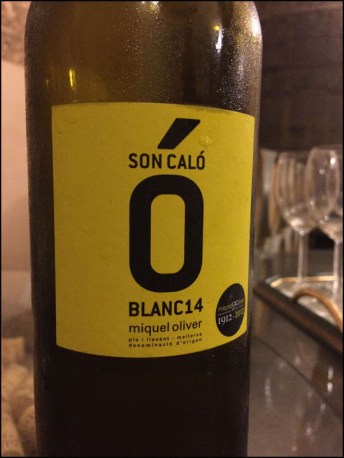 SON CALÓ
Ó
BLANC14
miquel oliver
pla i llevant - mallorca
denominació d'origen
1912-2012